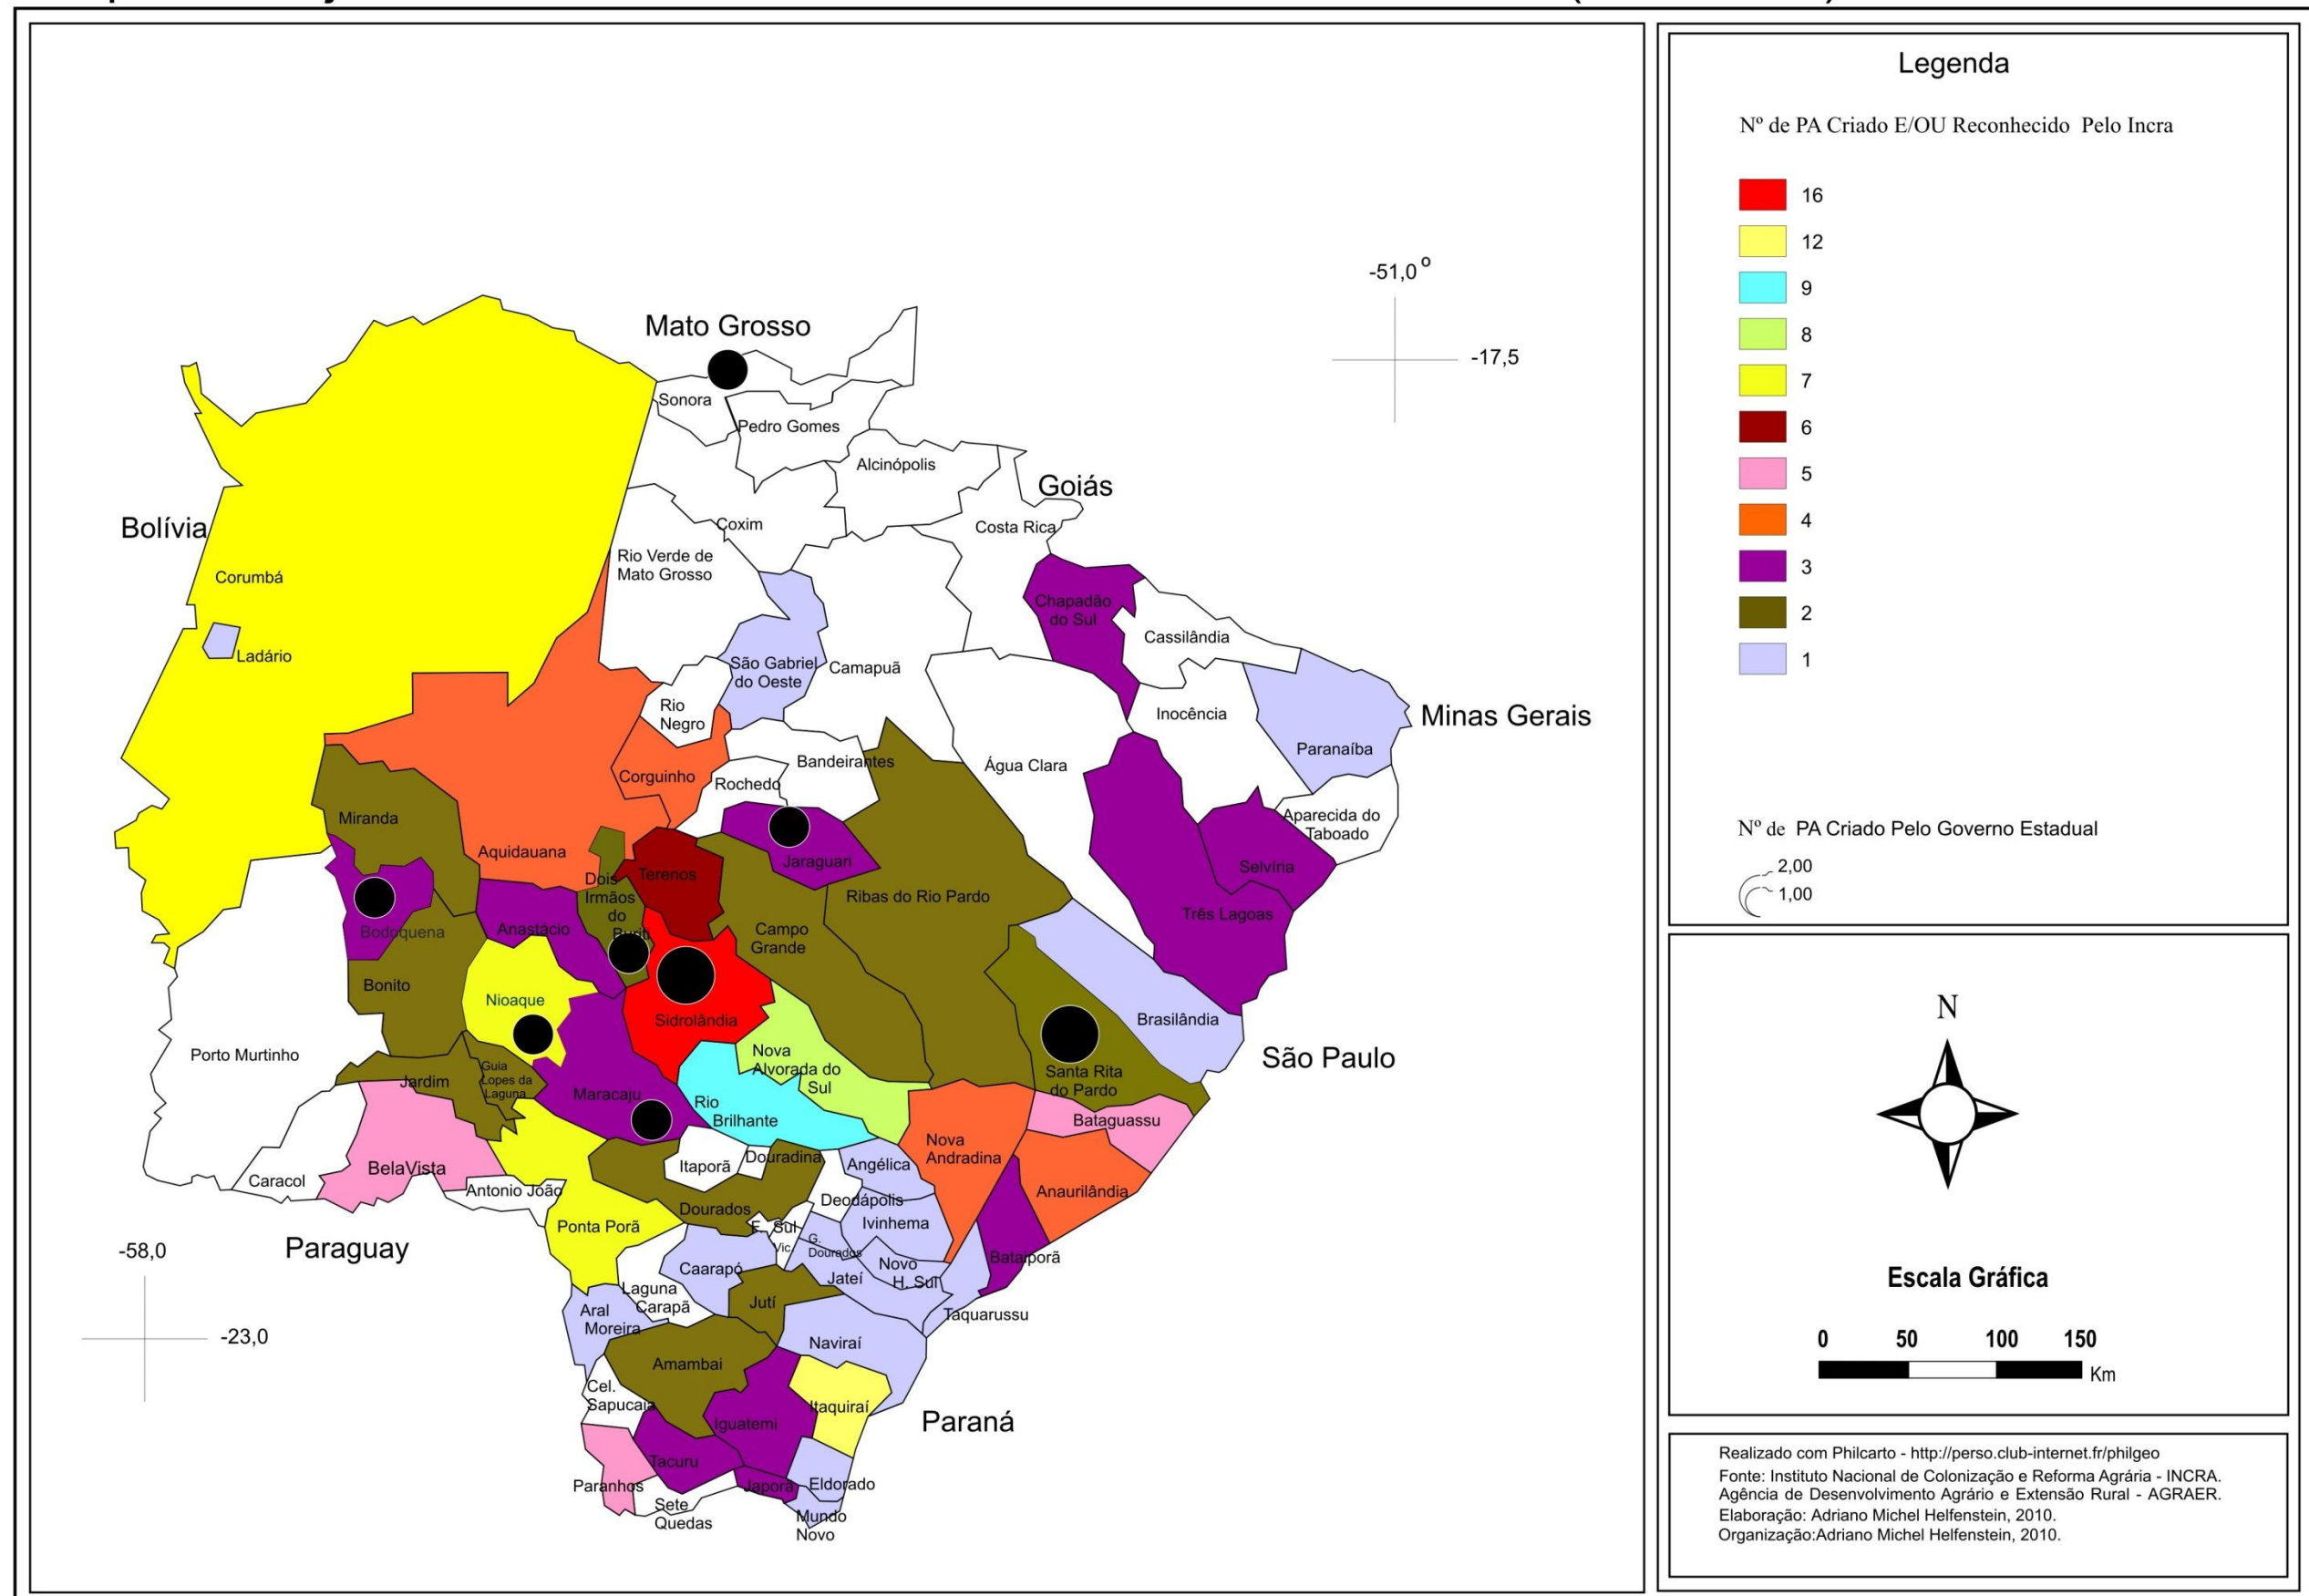 Mato Grosso
-51,0 º
-17,5
Sonora
Pedro Gomes
Alcinópolis
Goiás
Bolívia
Coxim
Costa Rica
Rio Verde de
Mato Grosso
Corumbá
Chapadão
do Sul
Cassilândia
Ladário
São Gabriel
do Oeste
Camapuã
Rio
Negro
Inocência
Minas Gerais
Paranaíba
Corguinho
Rochedo
Bandeirantes
Água Clara
Miranda
Aparecida do
Taboado
Aquidauana
Jaraguari
Terenos
Selvíria
Dois
Irmãos
do
Buriti
Ribas do Rio Pardo
Três Lagoas
Bodoquena
Anastácio
Campo
Grande
Bonito
Nioaque
Sidrolândia
Brasilândia
Porto Murtinho
Nova
Alvorada do
Sul
São Paulo
Jardim
Guia
Lopes da
Laguna
Maracaju
Santa Rita
do Pardo
Rio
Brilhante
Bataguassu
Nova
Andradina
BelaVista
Caracol
Itaporã
Douradina
Angélica
Antonio João
Anaurilândia
Deodápolis
Dourados
Ponta Porã
F. Sul
Ivinhema
Vic.
G.
Dourados
Paraguay
-58,0
Bataiporã
Caarapó
Jateí
Novo
H. Sul
Laguna
Carapã
Jutí
Aral
Moreira
Taquarussu
-23,0
Naviraí
Amambai
Cel.
Sapucaia
Itaquiraí
Iguatemi
Paraná
Tacuru
Paranhos
Japorã
Eldorado
Sete
Quedas
Mundo
Novo
Legenda
Nº de PA Criado E/OU Reconhecido Pelo Incra
16
12
9
8
7
6
5
4
3
2
1
Nº de PA Criado Pelo Governo Estadual
2,00
1,00
N
Escala Gráfica
0 50 100 150
Km
Realizado com Philcarto - http://perso.club-internet.fr/philgeo
Fonte: Instituto Nacional de Colonização e Reforma Agrária - INCRA.
Agência de Desenvolvimento Agrário e Extensão Rural - AGRAER.
Elaboração: Adriano Michel Helfenstein, 2010.
Organização:Adriano Michel Helfenstein, 2010.